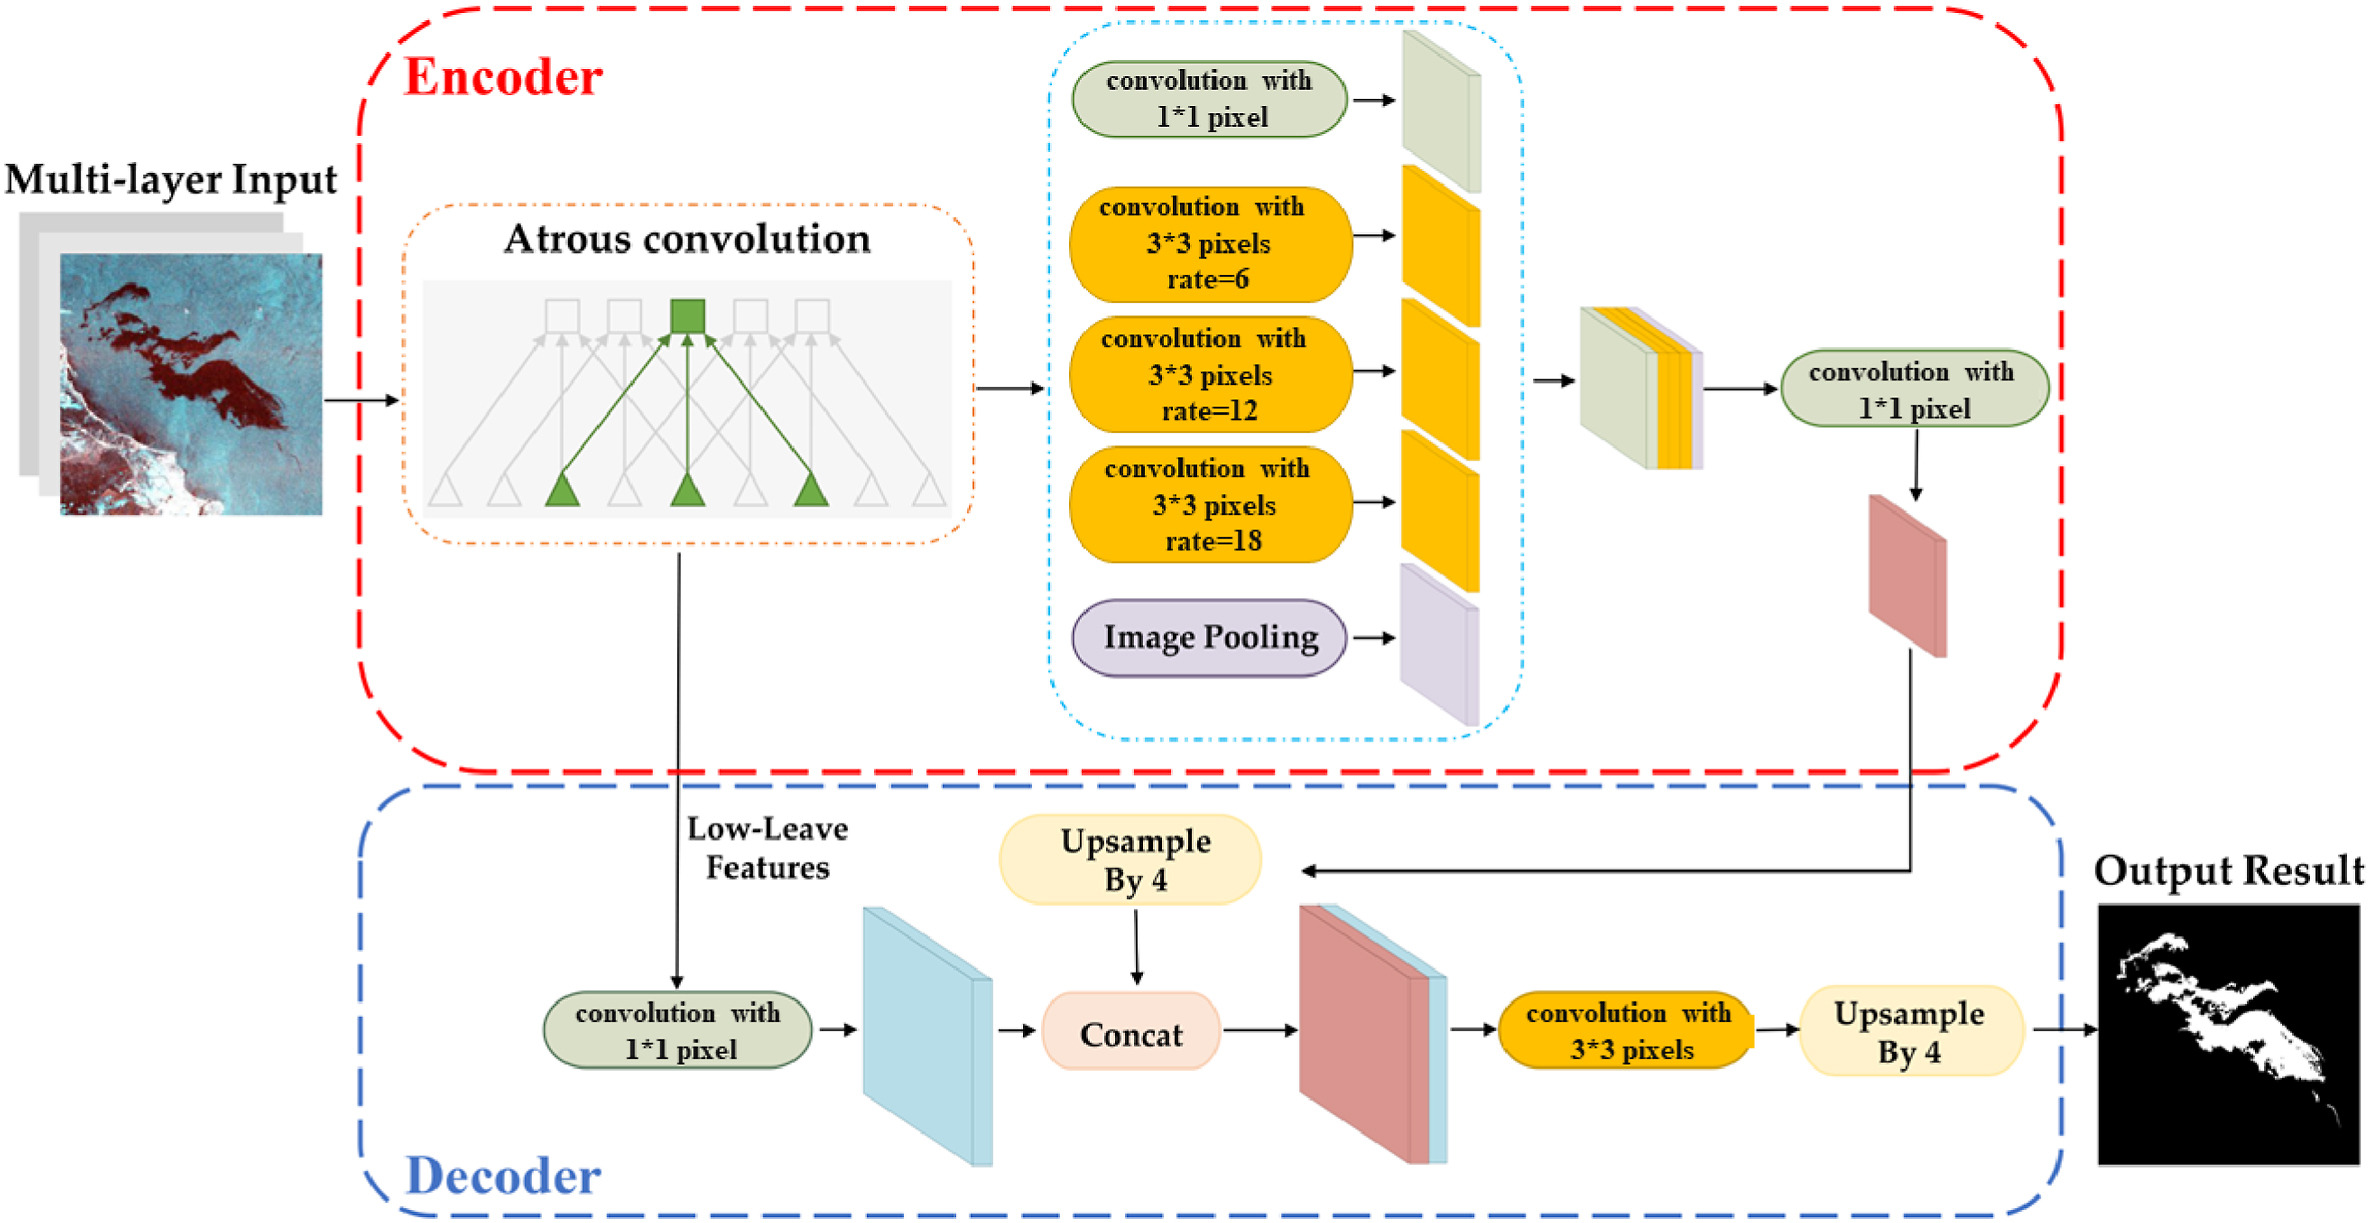 Encoder
Multi-layer Input
Atrous convolution
convolution with
1*1 pixel
convolution with
3*3 pixels
rate=6
convolution with
3*3 pixels
rate=12
convolution with
3*3 pixels
rate=18
Image Pooling
convolution with
1*1 pixel
Low-Leave
Features
Upsample
By 4
convolution with
1*1 pixel
Concat
convolution with
3*3 pixels
Upsample
By 4
Output Result
Decoder